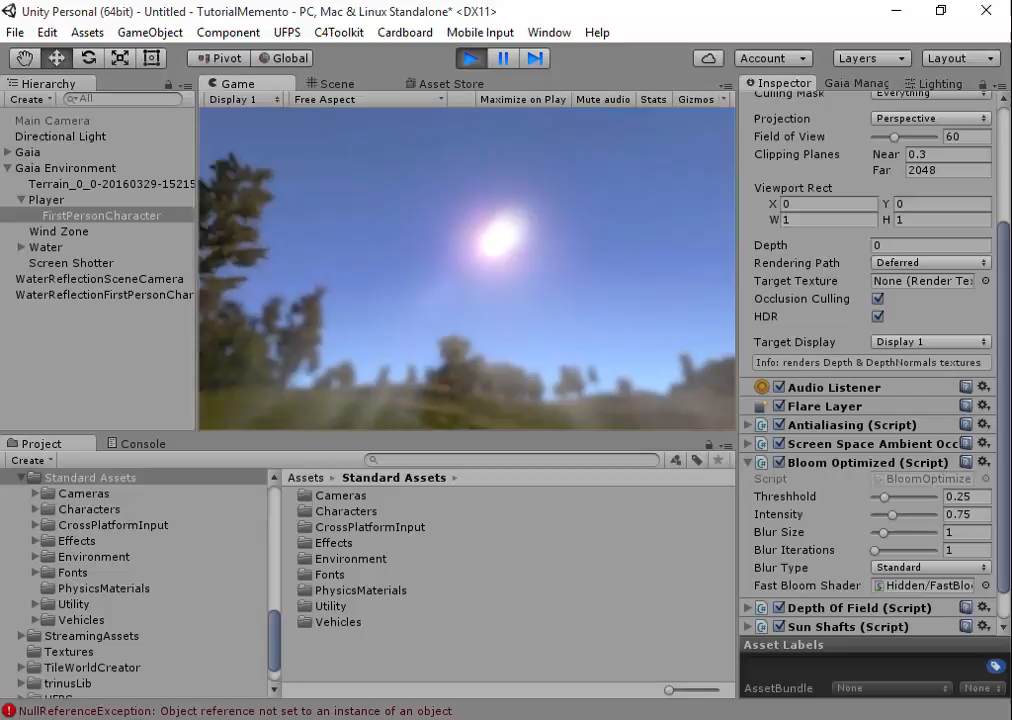 Unity Personal (64bit) - Untitled - TutorialMemento - PC, Mac & Linux Standalone* <DX11>
File Edit Assets GameObject Component UFPS C4Toolkit Cardboard Mobile Input Window Help
Pivot Global Account Layers Layout
Hierarchy
Create All
Main Camera
Directional Light
Gaia
Gaia Environment
Terrain_0_0-20160329-15215
Player
FirstPersonCharacter
Wind Zone
Water
Screen Shotter
WaterReflectionSceneCamera
WaterReflectionFirstPersonChar
Game Scene Asset Store
Display 1 Free Aspect Maximize on Play Mute audio Stats Gizmos
Inspector Gaia Manag Lighting
Culling Mask Everything
Projection Perspective
Field of View 60
Clipping Planes Near 0.3
Far 2048
Viewport Rect
X 0 Y 0
W 1 H 1
Depth 0
Rendering Path Deferred
Target Texture None (Render Te:
Occlusion Culling
HDR
Target Display Display 1
Info: renders Depth & DepthNormals textures
Audio Listener
Flare Layer
Antialiasing (Script)
Screen Space Ambient Occ
Bloom Optimized (Script)
Script BloomOptimize
Threshhold 0.25
Intensity 0.75
Blur Size 1
Blur Iterations 1
Blur Type Standard
Fast Bloom Shader Hidden/FastBlo
Depth Of Field (Script)
Sun Shafts (Script)
Asset Labels
AssetBundle None None
Project Console
Create
Standard Assets
Cameras
Characters
CrossPlatformInput
Effects
Environment
Fonts
PhysicsMaterials
Utility
Vehicles
StreamingAssets
Textures
TileWorldCreator
trinusLib
UFPS
Assets Standard Assets
Cameras
Characters
CrossPlatformInput
Effects
Environment
Fonts
PhysicsMaterials
Utility
Vehicles
NullReferenceException: Object reference not set to an instance of an object